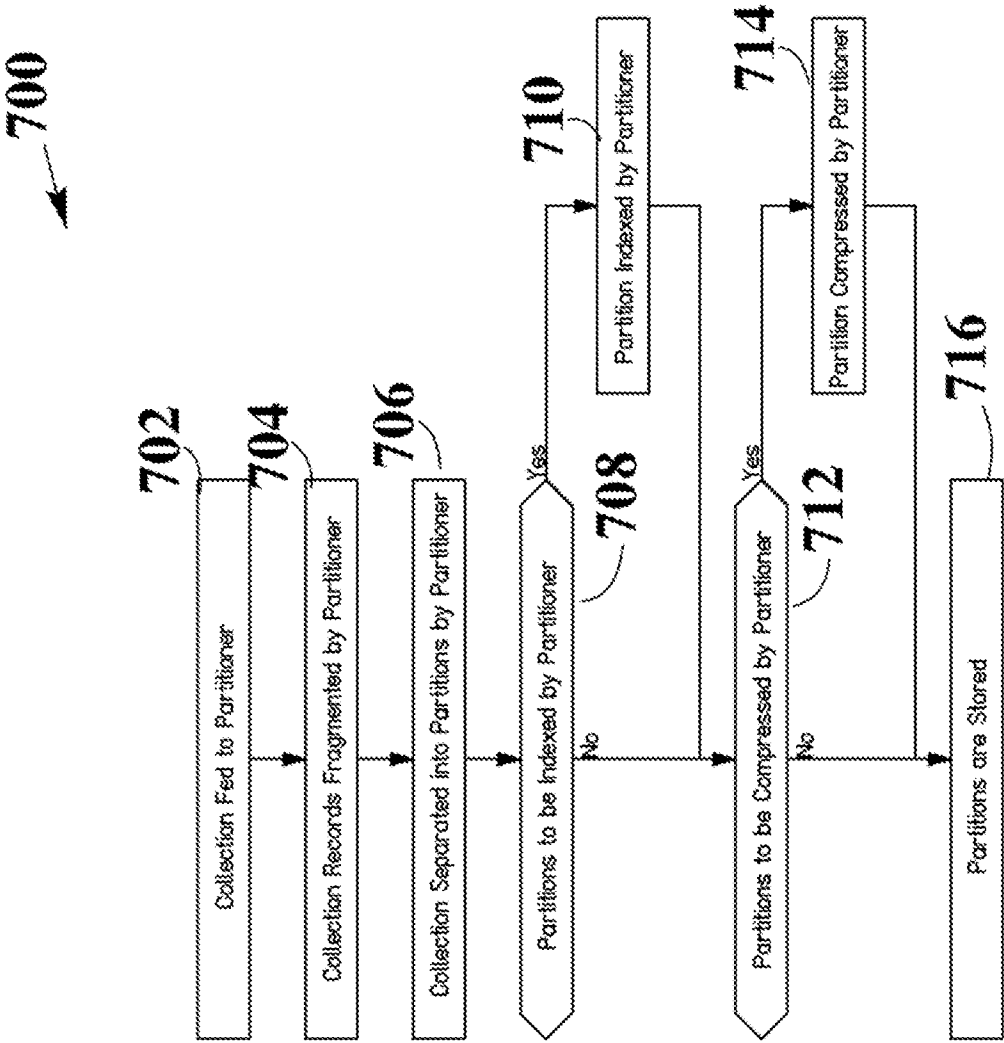 700
702
Collection Fed to Partitioner
704
Collection Records Fragmented by Partitioner
706
Collection Separated into Partitions by Partitioner
Partitions to be Indexed by Partitioner
708
Yes
No
710
Partition Indexed by Partitioner
Partitions to be Compressed by Partitioner
712
Yes
No
714
Partition Compressed by Partitioner
716
Partitions are Stored